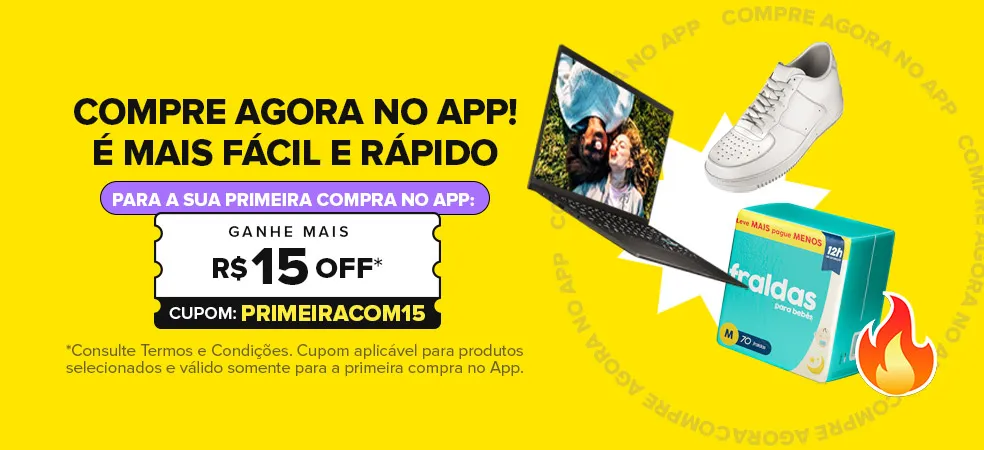 COMPRE AGORA NO APP!
É MAIS FÁCIL E RÁPIDO
PARA A SUA PRIMEIRA COMPRA NO APP:
GANHE MAIS
R$ 15 OFF*
CUPOM: PRIMEIRACOM15
*Consulte Termos e Condições. Cupom aplicável para produtos
selecionados e válido somente para a primeira compra no App.
COMPRE AGORA NO APP
COMPRE AGORA NO APP
COMPRE AGORA
COMPRE AGORA NO APP
Leve MAIS pague MENOS
12h
fraldas
para bebês
M
70